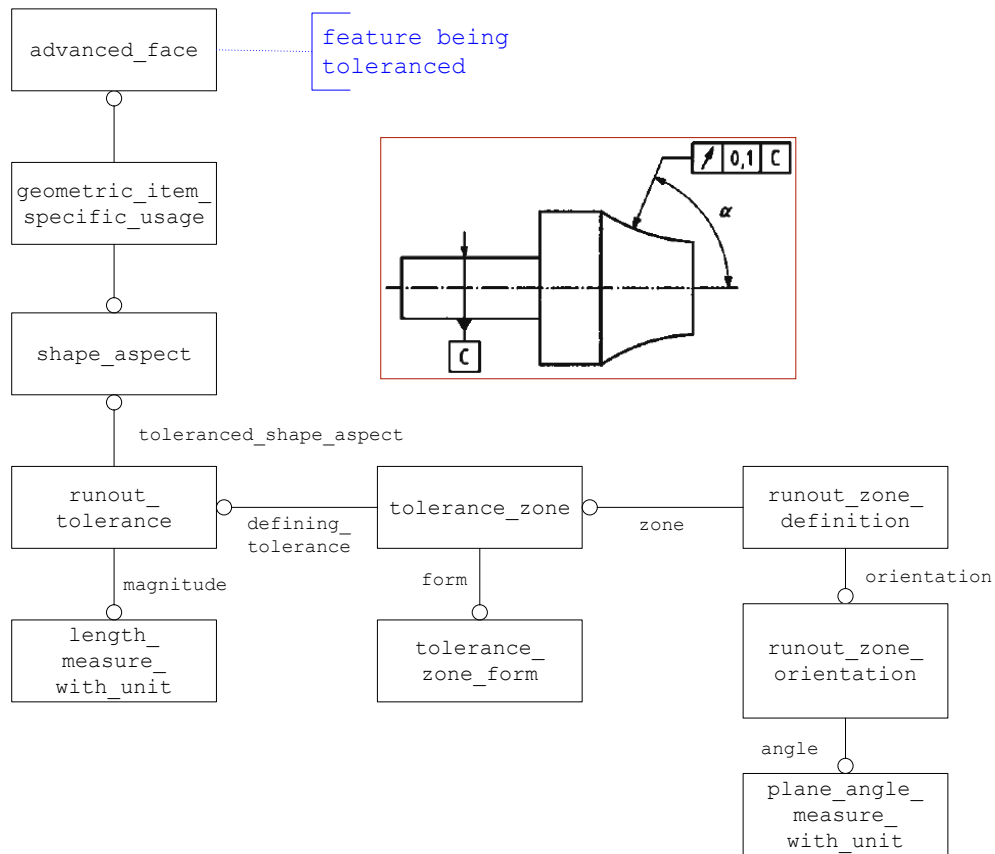 advanced_face
feature being
toleranced
geometric_item_
specific_usage
0,1 C
α
C
shape_aspect
toleranced_shape_aspect
runout_
tolerance
defining_
tolerance
tolerance_zone
zone
runout_zone_
definition
magnitude
form
orientation
length_
measure_
with_unit
tolerance_
zone_form
runout_zone_
orientation
angle
plane_angle_
measure_
with_unit